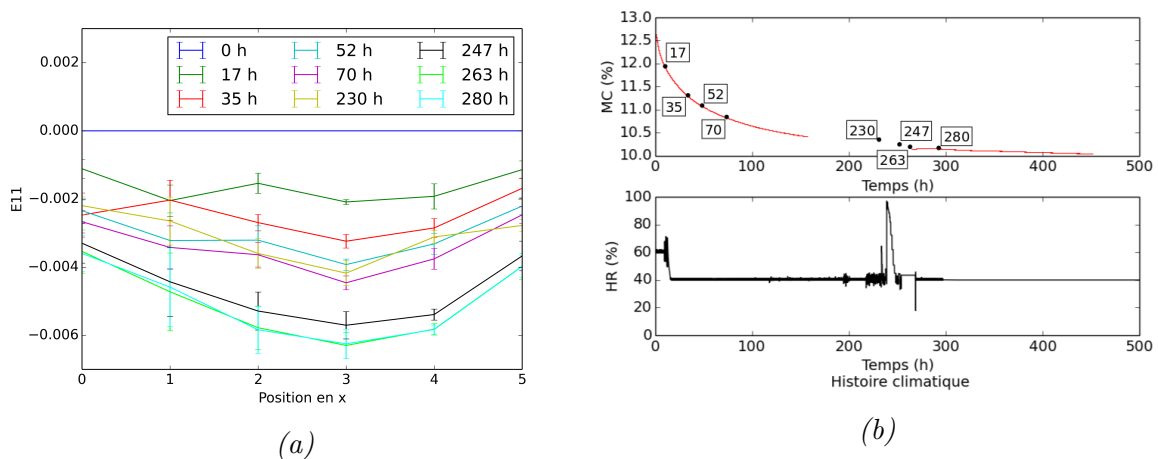 0.002
0.000
−0.002
−0.004
−0.006
E11
0 h 52 h 247 h
17 h 70 h 263 h
35 h 230 h 280 h
0 1 2 3 4 5
Position en x
(a)
13.0
12.5
12.0
11.5
11.0
10.5
10.0
MC (%)
17
35
52
70
230
247
263
280
0 100 200 300 400 500
Temps (h)
100
80
60
40
20
0
HR (%)
0 100 200 300 400 500
Temps (h)
Histoire climatique
(b)